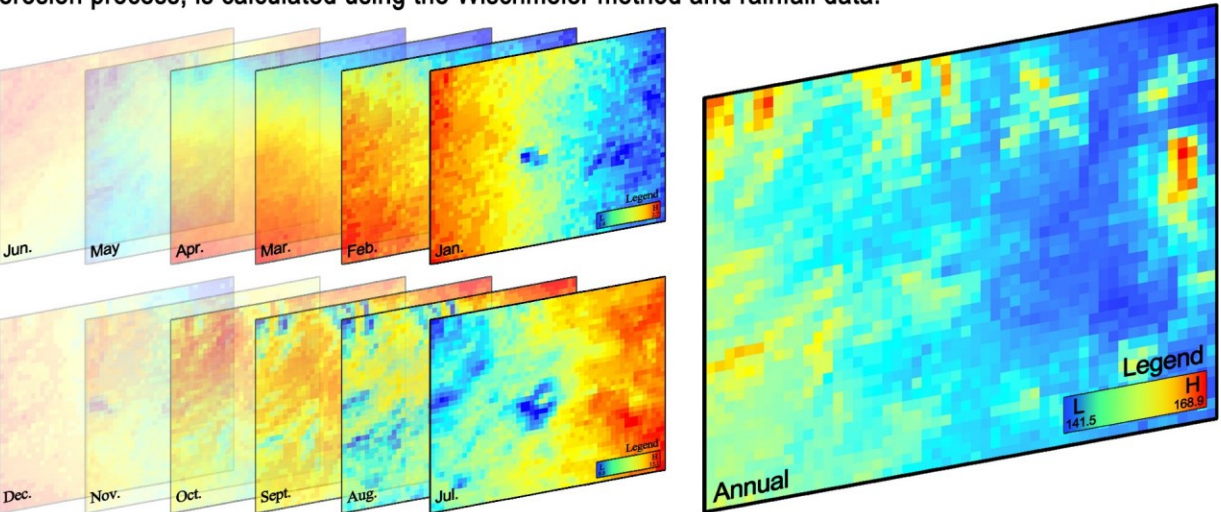 erosion process, is calculated using the Wischmeier method and rainfall data.
Jun.
May
Apr.
Mar.
Feb.
Jan.
Legend
L
H
Dec.
Nov.
Oct.
Sept.
Aug.
Jul.
Legend
L
H
Annual
Legend
L
H
141.5
168.9